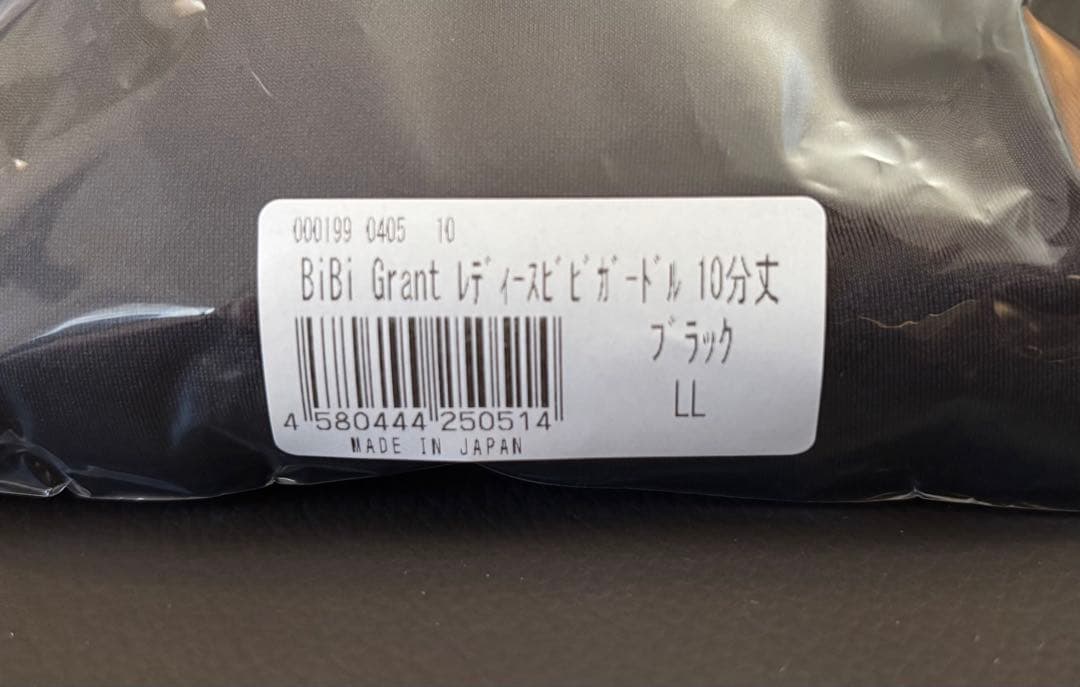 000199 0405 10
BiBi Grant ﾚﾃﾞｨｰｽﾋﾞﾋﾞｶﾞｰﾄﾞﾙ 10分丈
ﾌﾞﾗｯｸ
LL
4 580444 250514
MADE IN JAPAN